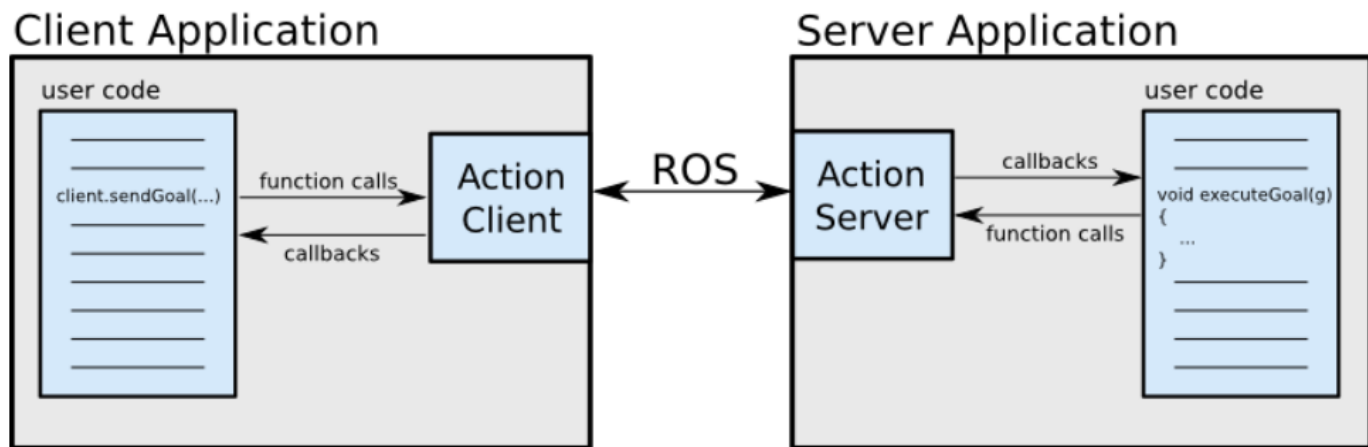 Client Application
user code
client.sendGoal(...)
function calls
callbacks
Action
Client
ROS
Server Application
Action
Server
callbacks
function calls
user code
void executeGoal(g)
{
...
}